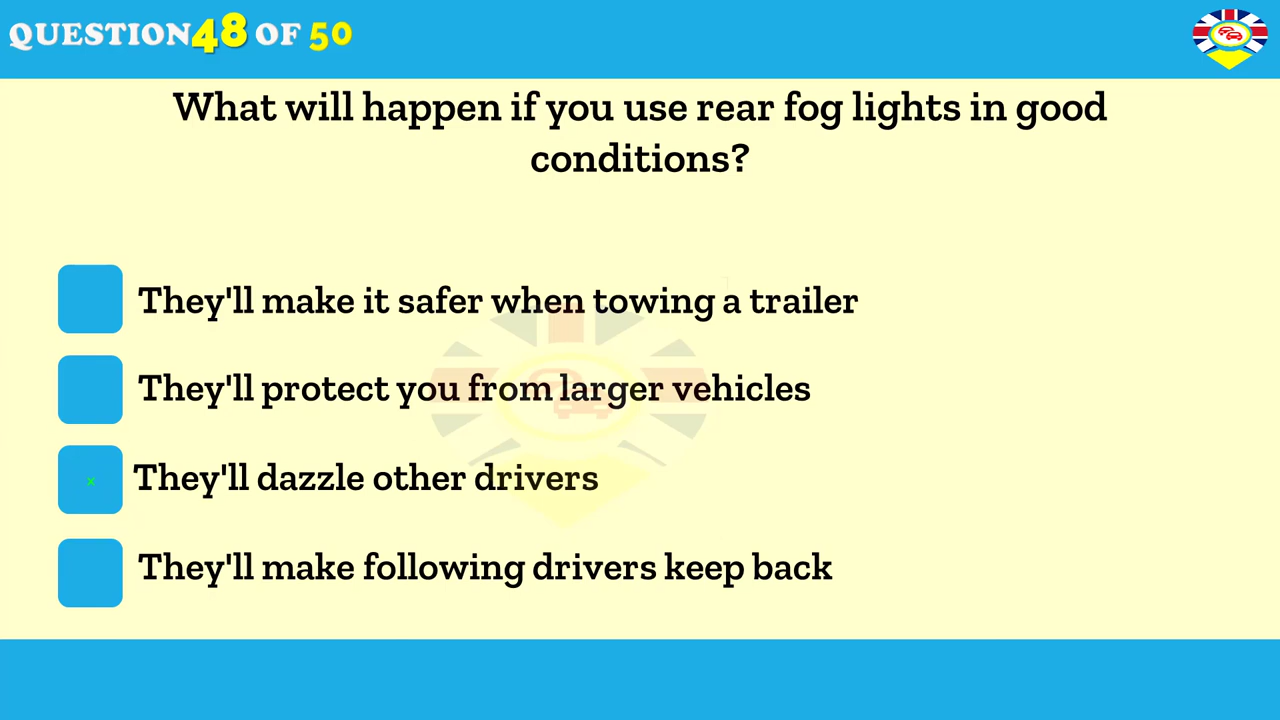 QUESTION 48 OF 50
What will happen if you use rear fog lights in good
conditions?
They'll make it safer when towing a trailer
They'll protect you from larger vehicles
x
They'll dazzle other drivers
They'll make following drivers keep back